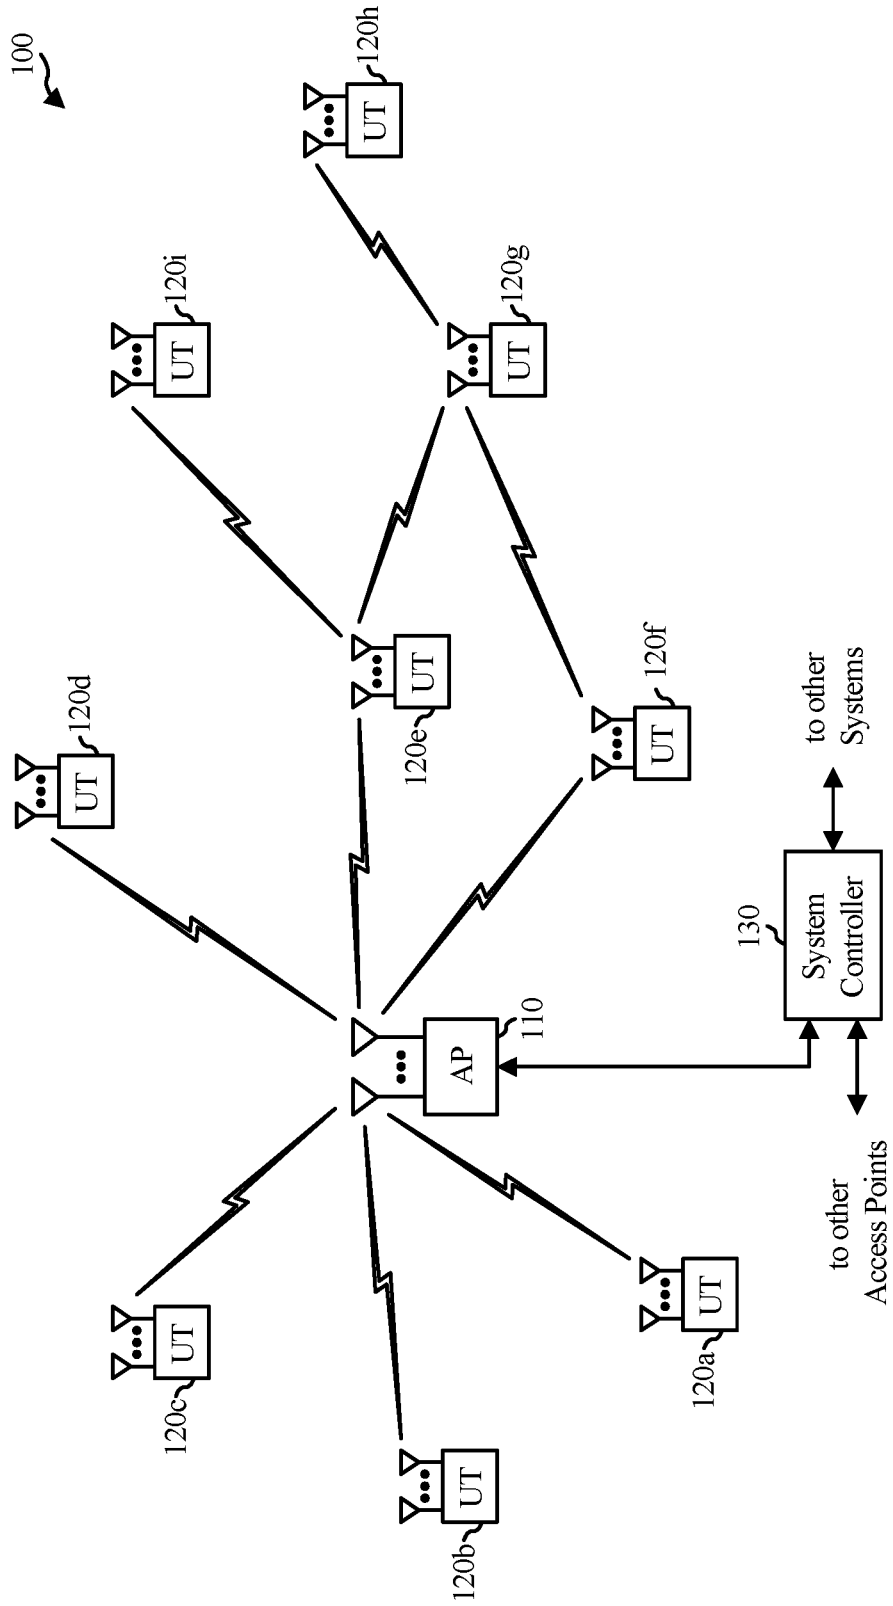 100
UT
120h
UT
120i
UT
120g
UT
120d
UT
120e
UT
120f
AP
110
UT
120c
UT
120b
UT
120a
130
System
Controller
to other
Systems
to other
Access Points